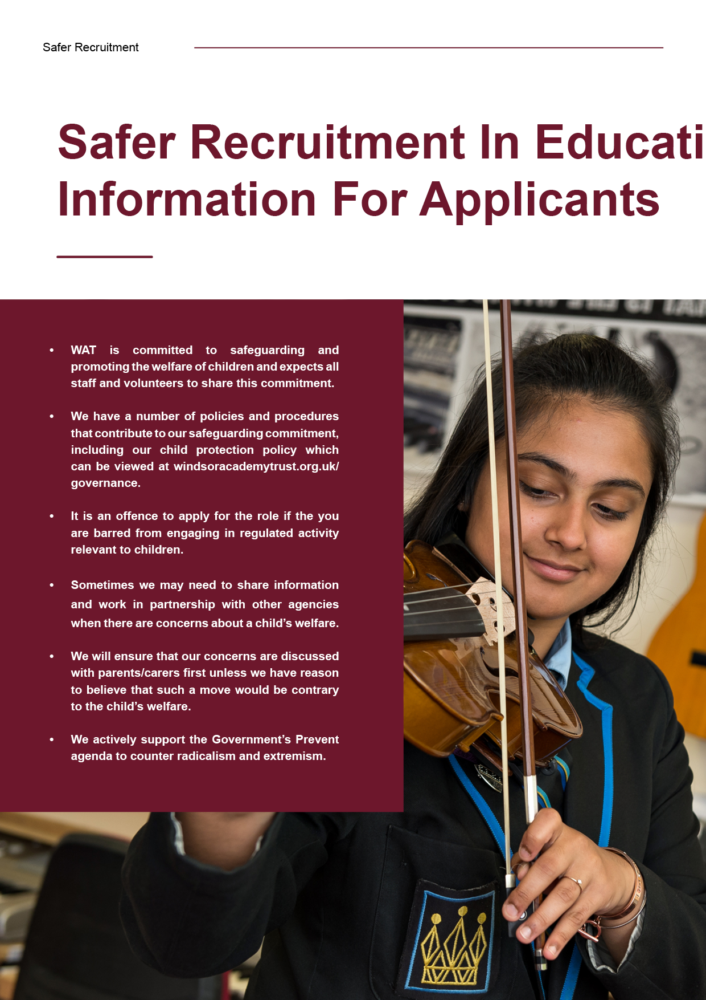 Safer Recruitment
Safer Recruitment In Educati
Information For Applicants
• WAT is committed to safeguarding and
promoting the welfare of children and expects all
staff and volunteers to share this commitment.
• We have a number of policies and procedures
that contribute to our safeguarding commitment,
including our child protection policy which
can be viewed at windsoracademytrust.org.uk/
governance.
• It is an offence to apply for the role if the you
are barred from engaging in regulated activity
relevant to children.
• Sometimes we may need to share information
and work in partnership with other agencies
when there are concerns about a child’s welfare.
• We will ensure that our concerns are discussed
with parents/carers first unless we have reason
to believe that such a move would be contrary
to the child’s welfare.
• We actively support the Government’s Prevent
agenda to counter radicalism and extremism.